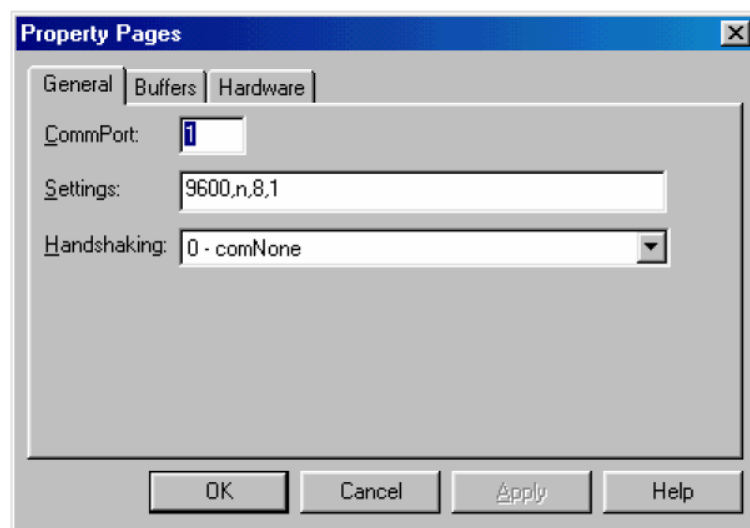 Property Pages
General Buffers Hardware
CommPort: 1
Settings: 9600,n,8,1
Handshaking: 0 - comNone
OK Cancel Apply Help